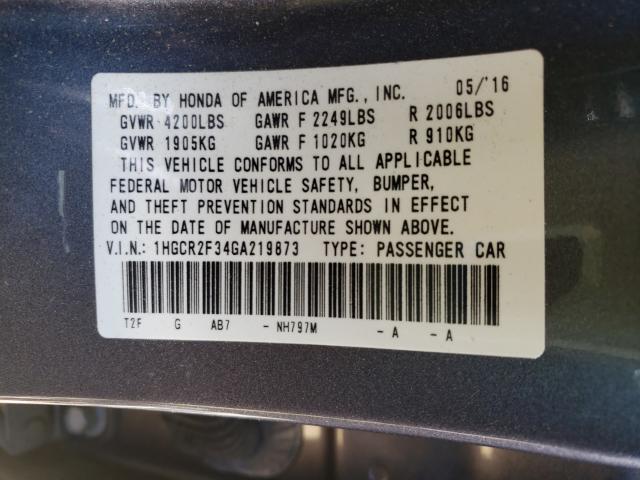 MFD. BY HONDA OF AMERICA MFG., INC. 05/'16
GVWR 4200LBS GAWR F 2249LBS R 2006LBS
GVWR 1905KG GAWR F 1020KG R 910KG
THIS VEHICLE CONFORMS TO ALL APPLICABLE
FEDERAL MOTOR VEHICLE SAFETY, BUMPER,
AND THEFT PREVENTION STANDARDS IN EFFECT
ON THE DATE OF MANUFACTURE SHOWN ABOVE.
V.I.N.: 1HGCR2F34GA219873 TYPE: PASSENGER CAR
T2F G AB7 - NH797M - A - A